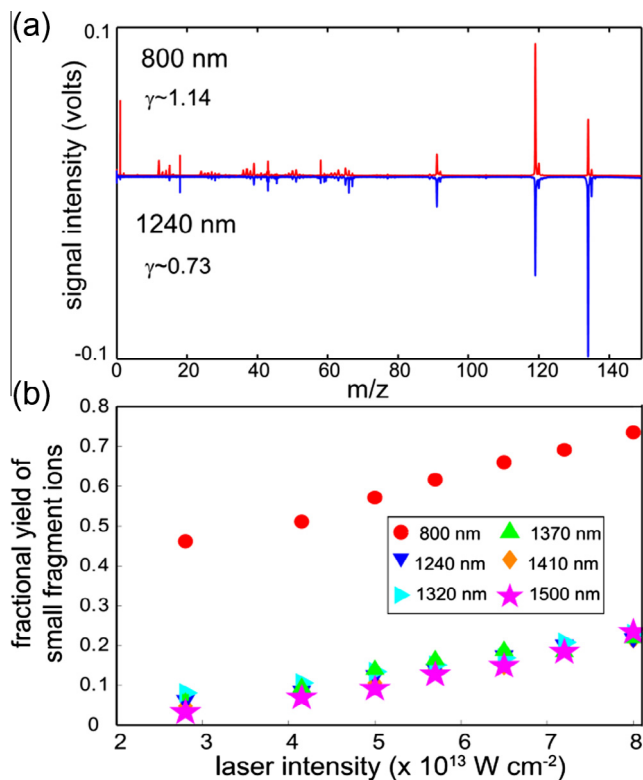 (a)
0.1
800 nm
γ~1.14
signal intensity (volts)
1240 nm
γ~0.73
-0.1
0 20 40 60 80 100 120 140
m/z
(b)
0.8
0.7
0.6
0.5
0.4
0.3
0.2
0.1
0
fractional yield of
small fragment ions
800 nm 1370 nm
1240 nm 1410 nm
1320 nm 1500 nm
2 3 4 5 6 7 8
laser intensity (x 10¹³ W cm⁻²)